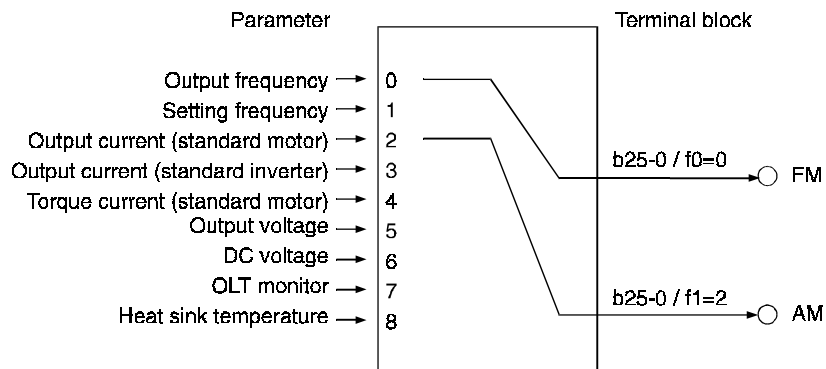 Parameter Terminal block
Output frequency 0
Setting frequency 1
Output current (standard motor) 2
Output current (standard inverter) 3
Torque current (standard motor) 4
Output voltage 5
DC voltage 6
OLT monitor 7
Heat sink temperature 8
b25-0 / f0=0 FM
b25-0 / f1=2 AM